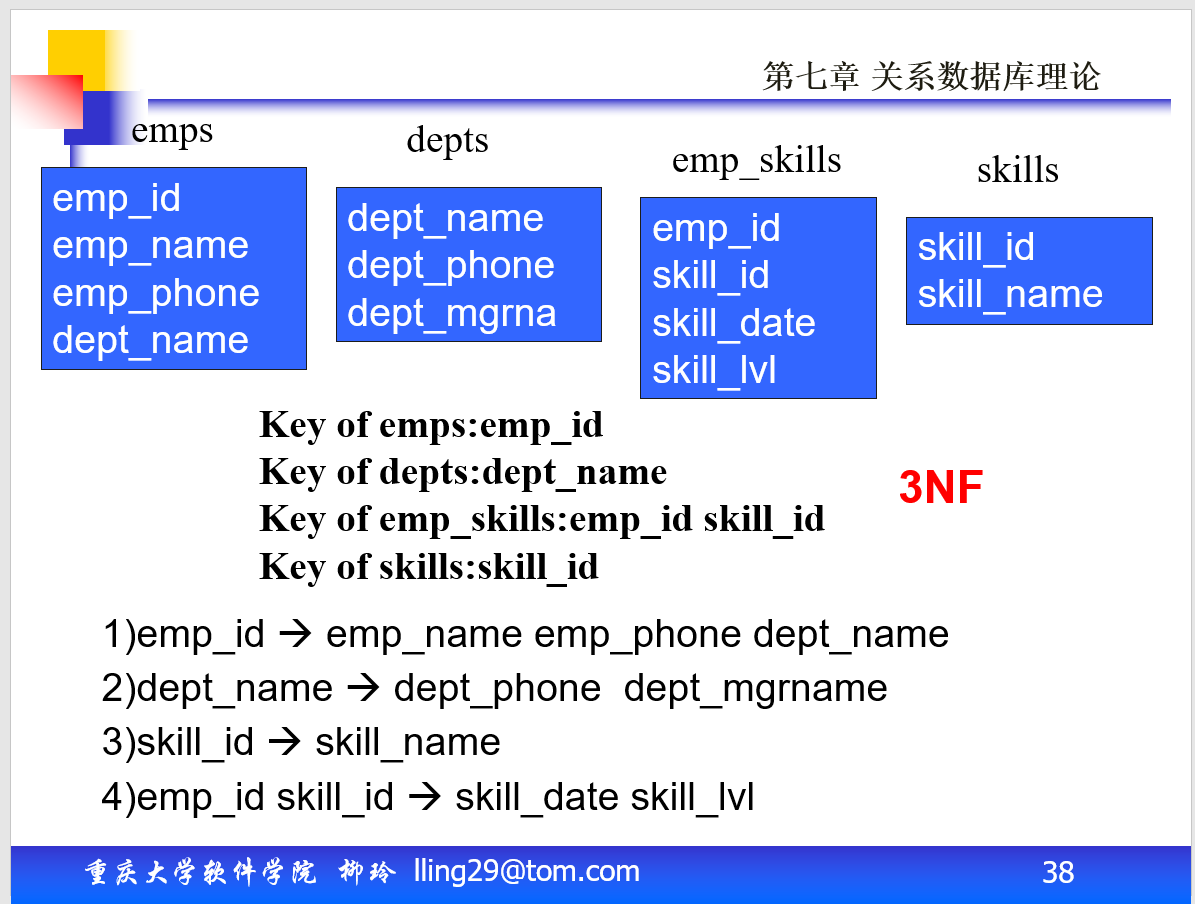 第七章 关系数据库理论
emps
emp_id
emp_name
emp_phone
dept_name
depts
dept_name
dept_phone
dept_mgrna
emp_skills
emp_id
skill_id
skill_date
skill_lvl
skills
skill_id
skill_name
Key of emps:emp_id
Key of depts:dept_name
Key of emp_skills:emp_id skill_id
Key of skills:skill_id
3NF
1)emp_id → emp_name emp_phone dept_name
2)dept_name → dept_phone dept_mgrname
3)skill_id → skill_name
4)emp_id skill_id → skill_date skill_lvl
重庆大学软件学院 柳玲 lling29@tom.com
38